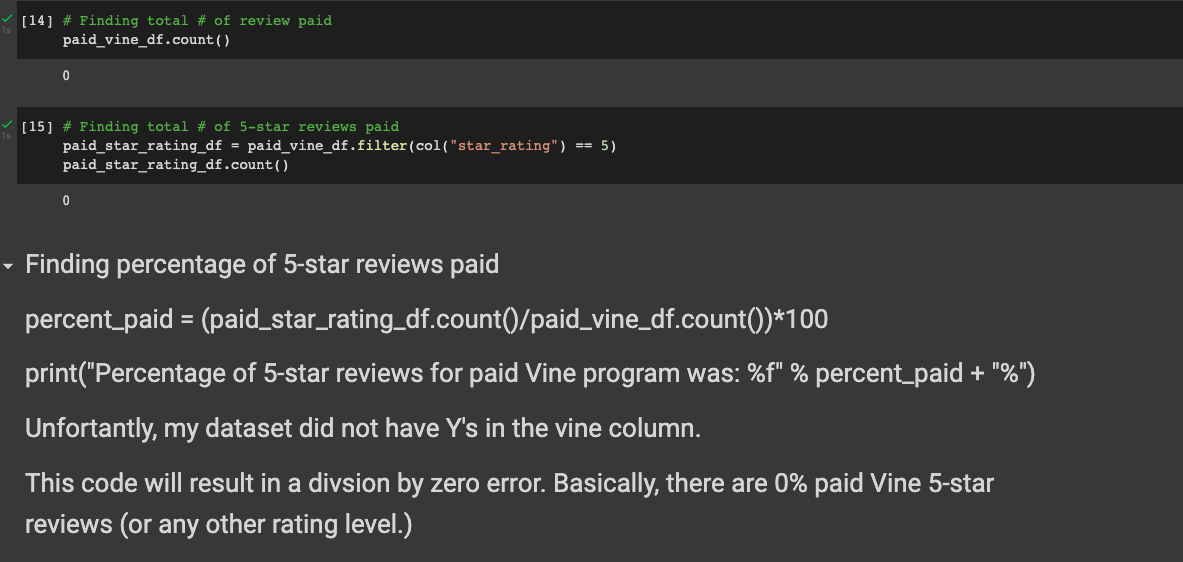 [14] # Finding total # of review paid
1s
paid_vine_df.count()
0
[15] # Finding total # of 5-star reviews paid
1s
paid_star_rating_df = paid_vine_df.filter(col("star_rating") == 5)
paid_star_rating_df.count()
0
Finding percentage of 5-star reviews paid
percent_paid = (paid_star_rating_df.count()/paid_vine_df.count())*100
print("Percentage of 5-star reviews for paid Vine program was: %f" % percent_paid + "%")
Unfortantly, my dataset did not have Y's in the vine column.
This code will result in a divsion by zero error. Basically, there are 0% paid Vine 5-star
reviews (or any other rating level.)